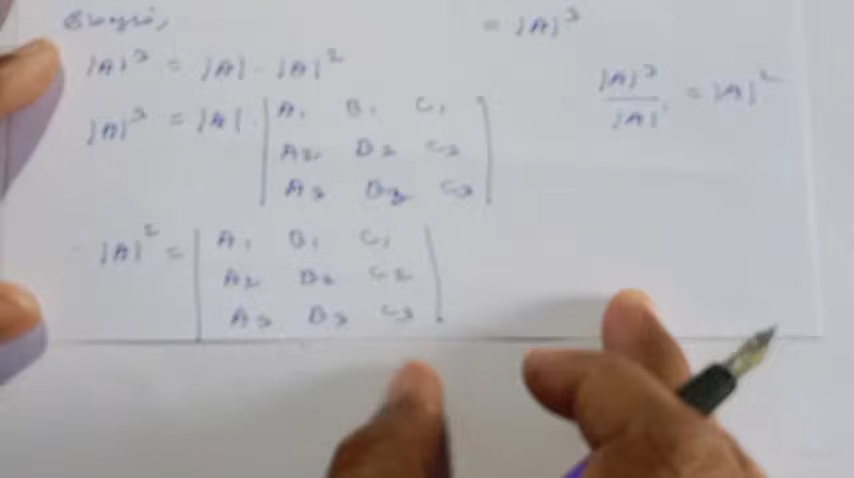 = |A|³
|A|³ = |A| · |A|²
|A|³ / |A| = |A|²
|A|³ = |A| · | A₁ B₁ C₁
A₂ B₂ C₂
A₃ B₃ C₃ |
|A|² = | A₁ B₁ C₁
A₂ B₂ C₂
A₃ B₃ C₃ |